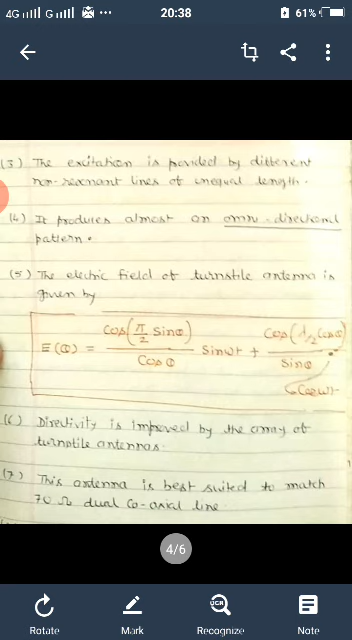 4G G ...
20:38
61%
(3) The excitation is provided by different
non-resonant lines of unequal length.
(4) It produces almost an omni-directional
pattern.
(5) The electric field of turnstile antenna is
given by
E(Φ) = Cos(π/2 SinΦ) / CosΦ Sinωt + Cos(π/2 CosΦ) / SinΦ
Cosωt
(6) Directivity is improved by the array of
turnstile antennas.
(7) This antenna is best suited to match
70 Ω dual Co-axial line.
4/6
Rotate
Mark
OCR
Recognize
Note